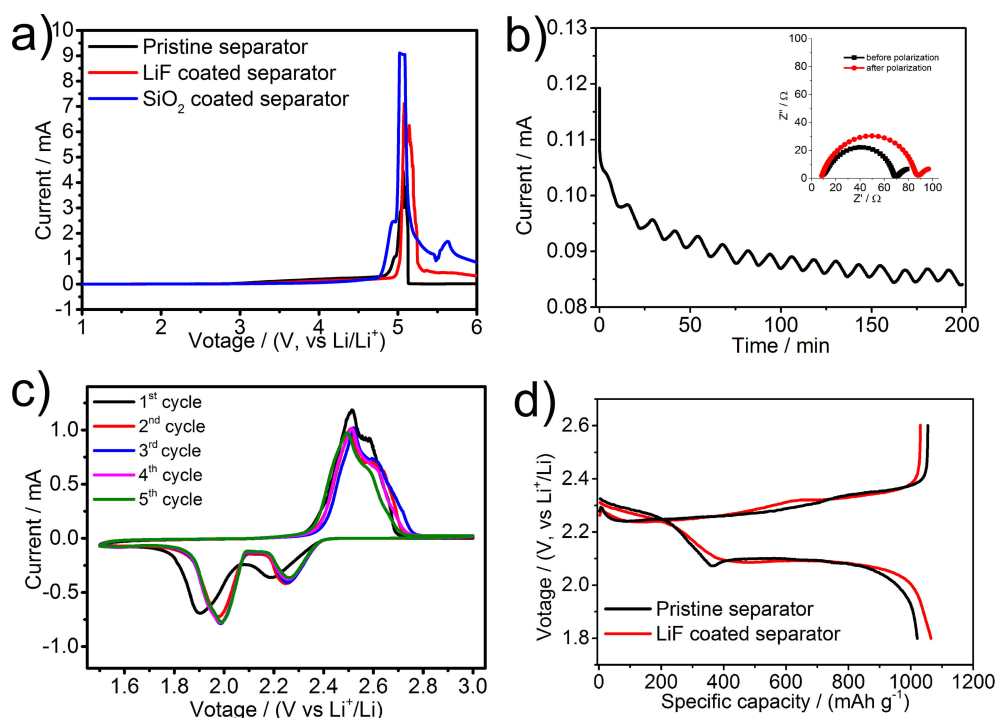 a)
10
9
8
7
6
5
4
3
2
1
0
-1
Current / mA
Pristine separator
LiF coated separator
SiO2 coated separator
1 2 3 4 5 6
Votage / (V, vs Li/Li+)
b)
0.13
0.12
0.11
0.10
0.09
0.08
Current / mA
0 50 100 150 200
Time / min
100
80
60
40
20
0
Z'' / Ω
before polarization
after polarization
0 20 40 60 80 100
Z' / Ω
c)
1.0
0.5
0.0
-0.5
-1.0
Current / mA
1st cycle
2nd cycle
3rd cycle
4th cycle
5th cycle
1.6 1.8 2.0 2.2 2.4 2.6 2.8 3.0
Votage / (V vs Li+/Li)
d)
2.6
2.4
2.2
2.0
1.8
Votage / (V, vs Li+/Li)
Pristine separator
LiF coated separator
0 200 400 600 800 1000 1200
Specific capacity / (mAh g-1)